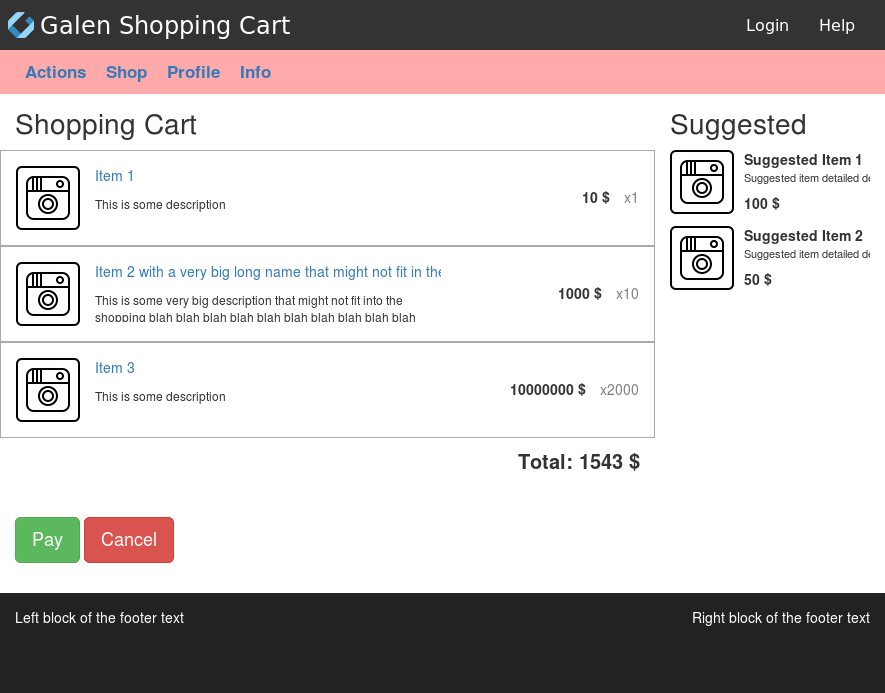 Galen Shopping Cart
Login Help
Actions Shop Profile Info
Shopping Cart
Item 1
This is some description
10 $ x1
Item 2 with a very big long name that might not fit in the
This is some very big description that might not fit into the
shopping blah blah blah blah blah blah blah blah blah
1000 $ x10
Item 3
This is some description
10000000 $ x2000
Total: 1543 $
Pay Cancel
Suggested
Suggested Item 1
Suggested item detailed
100 $
Suggested Item 2
Suggested item detailed
50 $
Left block of the footer text
Right block of the footer text